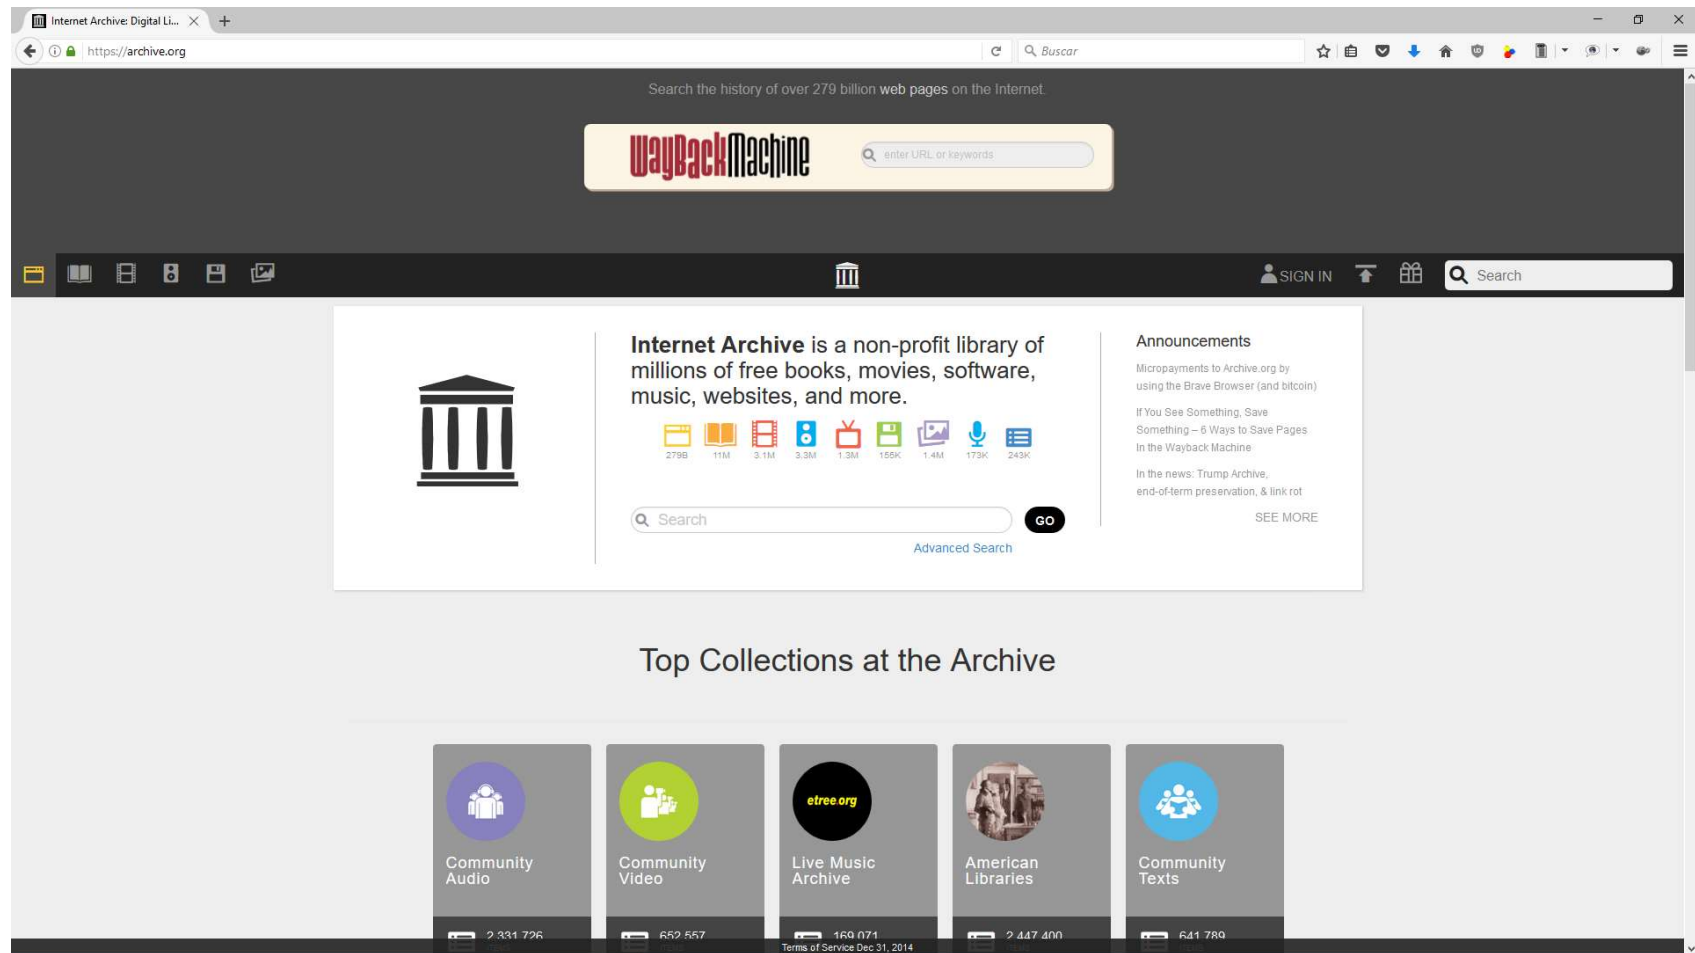 Internet Archive: Digital Li...
https://archive.org
Buscar
Search the history of over 279 billion web pages on the Internet.
WayBackMachine
enter URL or keywords
SIGN IN
Search
Internet Archive is a non-profit library of
millions of free books, movies, software,
music, websites, and more.
279B 11M 3.1M 3.3M 1.3M 155K 1.4M 173K 243K
Search
GO
Advanced Search
Announcements
Micropayments to Archive.org by
using the Brave Browser (and bitcoin)
If You See Something, Save
Something – 6 Ways to Save Pages
In the Wayback Machine
In the news: Trump Archive,
end-of-term preservation, & link rot
SEE MORE
Top Collections at the Archive
Community
Audio
2,331,726
Community
Video
652,557
etree.org
Live Music
Archive
169,071
American
Libraries
2,447,400
Community
Texts
641,789
Terms of Service Dec 31, 2014